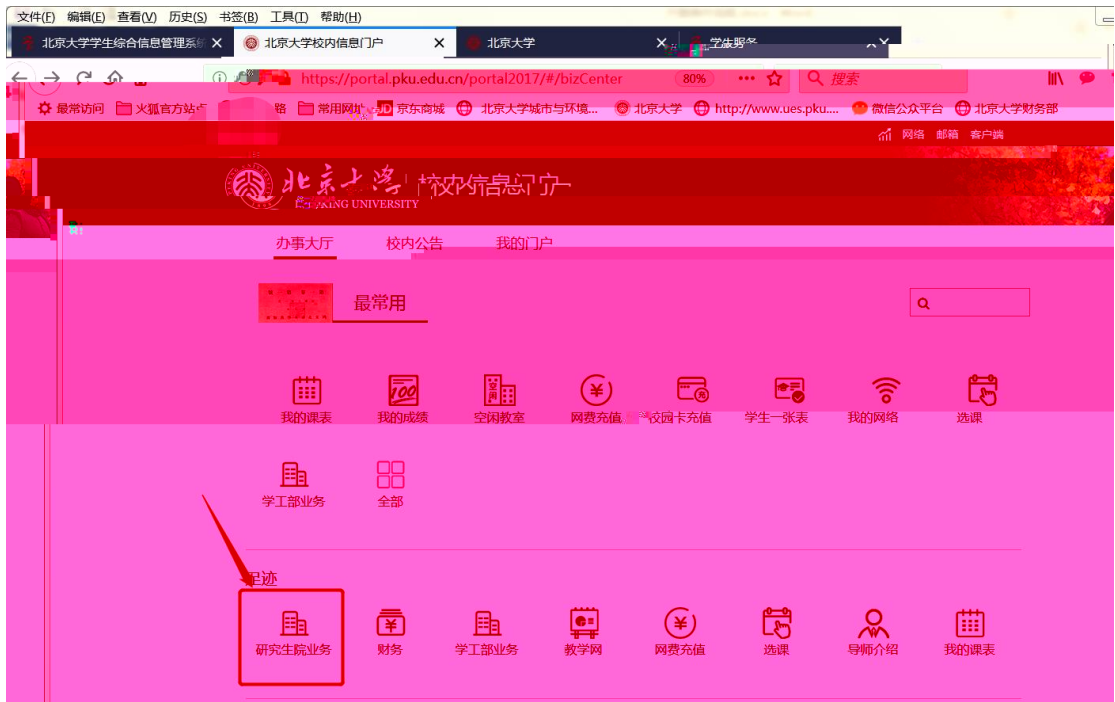 文件(F) 编辑(E) 查看(V) 历史(S) 书签(B) 工具(T) 帮助(H)
北京大学学生综合信息管理系统 北京大学校内信息门户 北京大学 学生服务
https://portal.pku.edu.cn/portal2017/#/bizCenter 80% 搜索
最常访问 火狐官方站点 常用网址 京东商城 北京大学城市与环境... 北京大学 http://www.ues.pku.... 微信公众平台 北京大学财务部
网络 邮箱 客户端
北京大学 校内信息门户
PEKING UNIVERSITY
办事大厅 校内公告 我的门户
最常用
我的课表 我的成绩 空闲教室 网费充值 校园卡充值 学生一张表 我的网络 选课
学工部业务 全部
足迹
研究生院业务 财务 学工部业务 教学网 网费充值 选课 导师介绍 我的课表